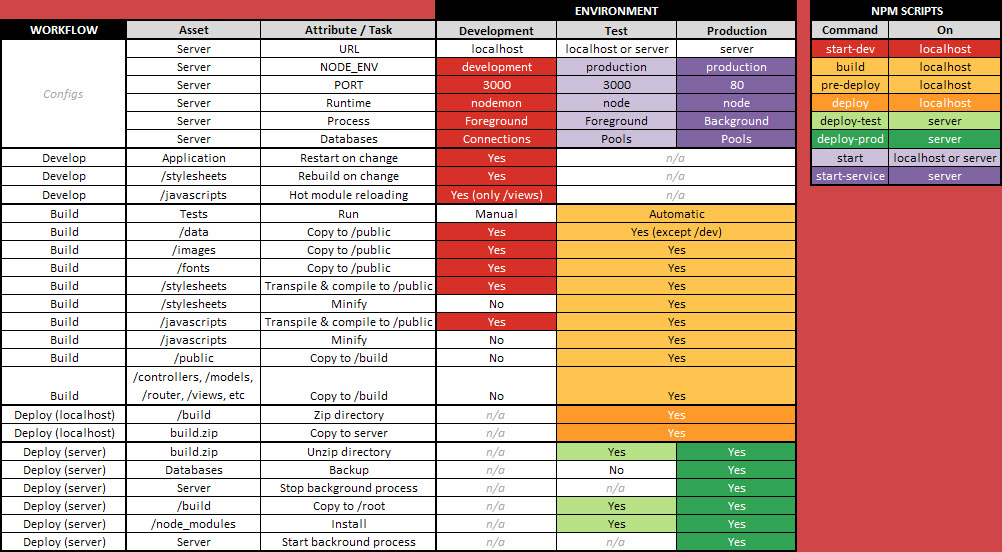 ENVIRONMENT
WORKFLOW Asset Attribute / Task Development Test Production
Configs
Server URL localhost localhost or server server
Server NODE_ENV development production production
Server PORT 3000 3000 80
Server Runtime nodemon node node
Server Process Foreground Foreground Background
Server Databases Connections Pools Pools
Develop Application Restart on change Yes n/a
Develop /stylesheets Rebuild on change Yes n/a
Develop /javascripts Hot module reloading Yes (only /views) n/a
Build Tests Run Manual Automatic
Build /data Copy to /public Yes Yes (except /dev)
Build /images Copy to /public Yes Yes
Build /fonts Copy to /public Yes Yes
Build /stylesheets Transpile & compile to /public Yes Yes
Build /stylesheets Minify No Yes
Build /javascripts Transpile & compile to /public Yes Yes
Build /javascripts Minify No Yes
Build /public Copy to /build No Yes
/controllers, /models,
Build /router, /views, etc Copy to /build No Yes
Deploy (localhost) /build Zip directory n/a Yes
Deploy (localhost) build.zip Copy to server n/a Yes
Deploy (server) build.zip Unzip directory n/a Yes Yes
Deploy (server) Databases Backup n/a No Yes
Deploy (server) Server Stop background process n/a n/a Yes
Deploy (server) /build Copy to /root n/a Yes Yes
Deploy (server) /node_modules Install n/a Yes Yes
Deploy (server) Server Start backround process n/a n/a Yes
NPM SCRIPTS
Command On
start-dev localhost
build localhost
pre-deploy localhost
deploy localhost
deploy-test server
deploy-prod server
start localhost or server
start-service server